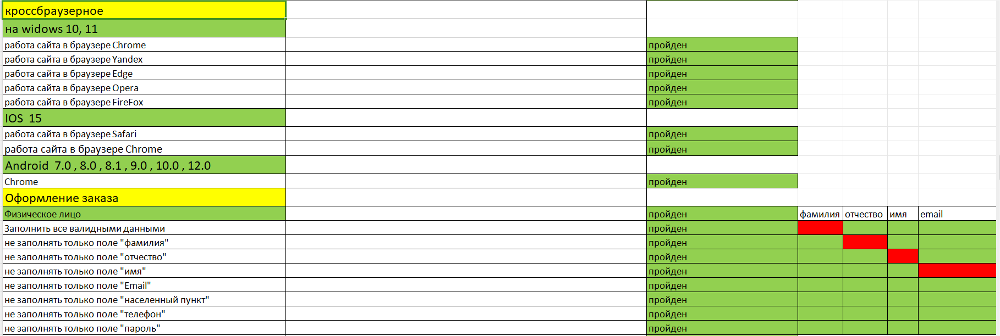 кроссбраузерное
на widows 10, 11
работа сайта в браузере Chrome пройден
работа сайта в браузере Yandex пройден
работа сайта в браузере Edge пройден
работа сайта в браузере Opera пройден
работа сайта в браузере FireFox пройден
IOS 15
работа сайта в браузере Safari пройден
работа сайта в браузере Chrome пройден
Android 7.0 , 8.0 , 8.1 , 9.0 , 10.0 , 12.0
Chrome пройден
Оформление заказа
Физическое лицо пройден фамилия отчество имя email
Заполнить все валидными данными пройден
не заполнять только поле "фамилия" пройден
не заполнять только поле "отчество" пройден
не заполнять только поле "имя" пройден
не заполнять только поле "Email" пройден
не заполнять только поле "населенный пункт" пройден
не заполнять только поле "телефон" пройден
не заполнять только поле "пароль" пройден